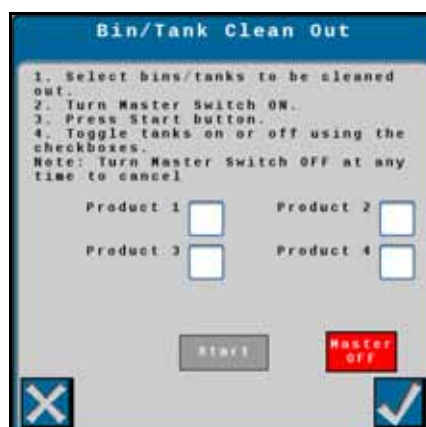 Bin/Tank Clean Out
1. Select bins/tanks to be cleaned
out.
2. Turn Master Switch ON.
3. Press Start button.
4. Toggle tanks on or off using the
checkboxes.
Note: Turn Master Switch OFF at any
time to cancel
Product 1 Product 2
Product 3 Product 4
Start Master
OFF